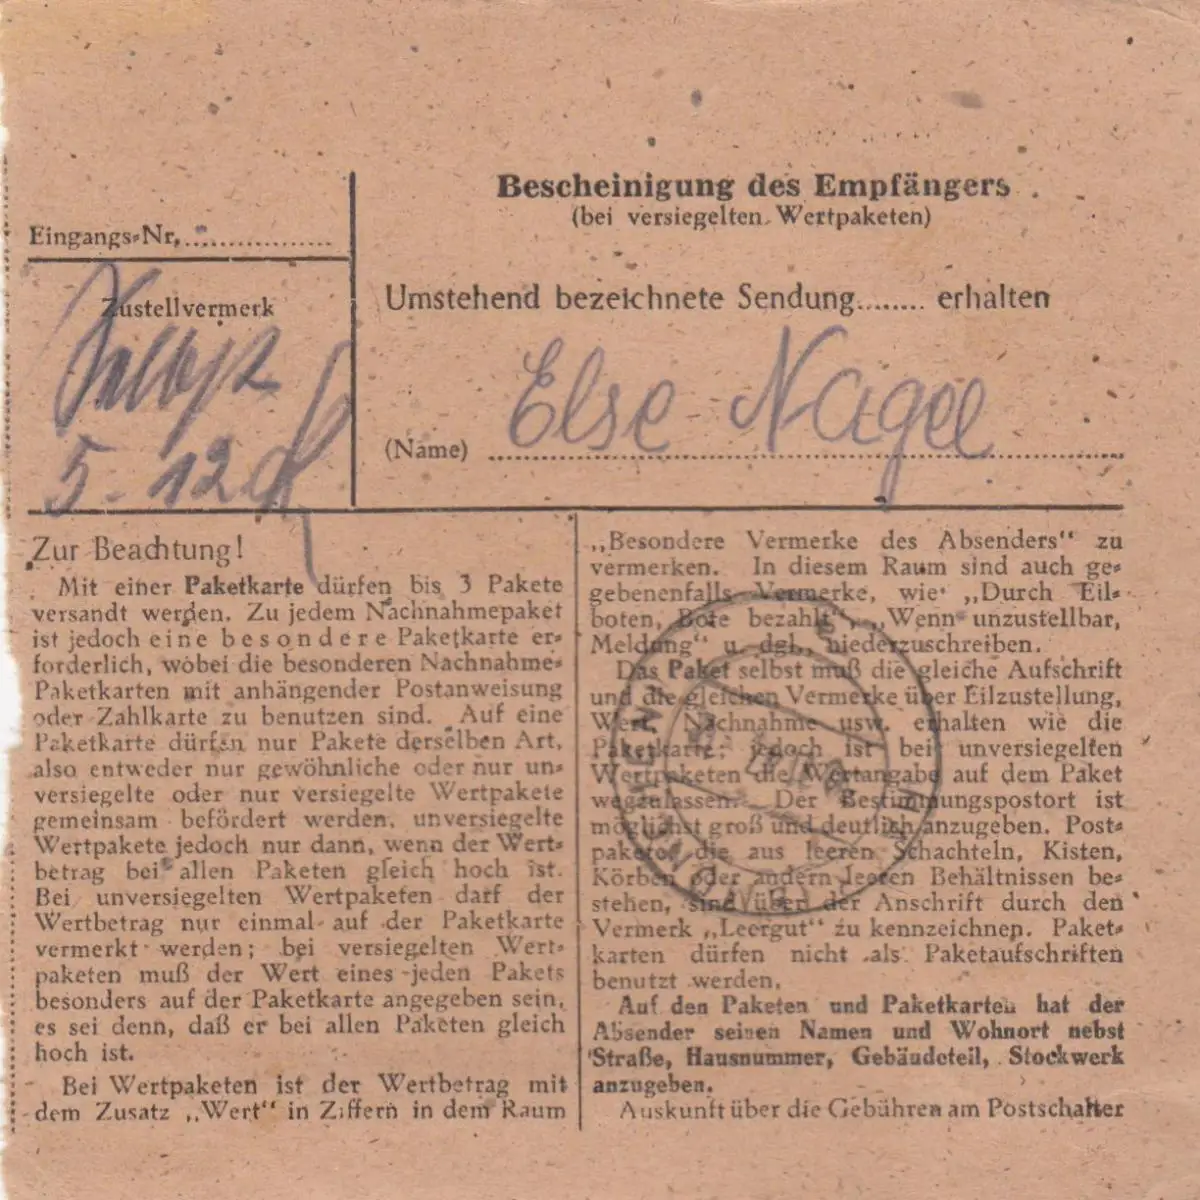 Bescheinigung des Empfängers
(bei versiegelten Wertpaketen)
Eingangs-Nr.
Zustellvermerk
5. 12
Umstehend bezeichnete Sendung........ erhalten
(Name) Else Nagel
Zur Beachtung!
Mit einer Paketkarte dürfen bis 3 Pakete
versandt werden. Zu jedem Nachnahmepaket
ist jedoch eine besondere Paketkarte er-
forderlich, wobei die besonderen Nachnahme-
Paketkarten mit anhängender Postanweisung
oder Zahlkarte zu benutzen sind. Auf eine
Paketkarte dürfen nur Pakete derselben Art,
also entweder nur gewöhnliche oder nur un-
versiegelte oder nur versiegelte Wertpakete
gemeinsam befördert werden, unversiegelte
Wertpakete jedoch nur dann, wenn der Wert-
betrag bei allen Paketen gleich hoch ist.
Bei unversiegelten Wertpaketen darf der
Wertbetrag nur einmal auf der Paketkarte
vermerkt werden; bei versiegelten Wert-
paketen muß der Wert eines jeden Pakets
besonders auf der Paketkarte angegeben sein,
es sei denn, daß er bei allen Paketen gleich
hoch ist.
Bei Wertpaketen ist der Wertbetrag mit
dem Zusatz „Wert" in Ziffern in dem Raum
„Besondere Vermerke des Absenders" zu
vermerken. In diesem Raum sind auch ge-
gebenenfalls Vermerke, wie „Durch Eil-
boten, Bote bezahlt", „Wenn unzustellbar,
Meldung" u. dgl., niederzuschreiben.
Das Paket selbst muß die gleiche Aufschrift
und die gleichen Vermerke über Eilzustellung,
Wert, Nachnahme usw. erhalten wie die
Paketkarte; jedoch ist bei unversiegelten
Wertpaketen die Wertangabe auf dem Paket
wegzulassen. Der Bestimmungspostort ist
möglichst groß und deutlich anzugeben. Post-
pakete, die aus leeren Schachteln, Kisten,
Körben oder andern leeren Behältnissen be-
stehen, sind über der Anschrift durch den
Vermerk „Leergut" zu kennzeichnen. Paket-
karten dürfen nicht als Paketaufschriften
benutzt werden.
Auf den Paketen und Paketkarten hat der
Absender seinen Namen und Wohnort nebst
Straße, Hausnummer, Gebäudeteil, Stockwerk
anzugeben.
Auskunft über die Gebühren am Postschalter